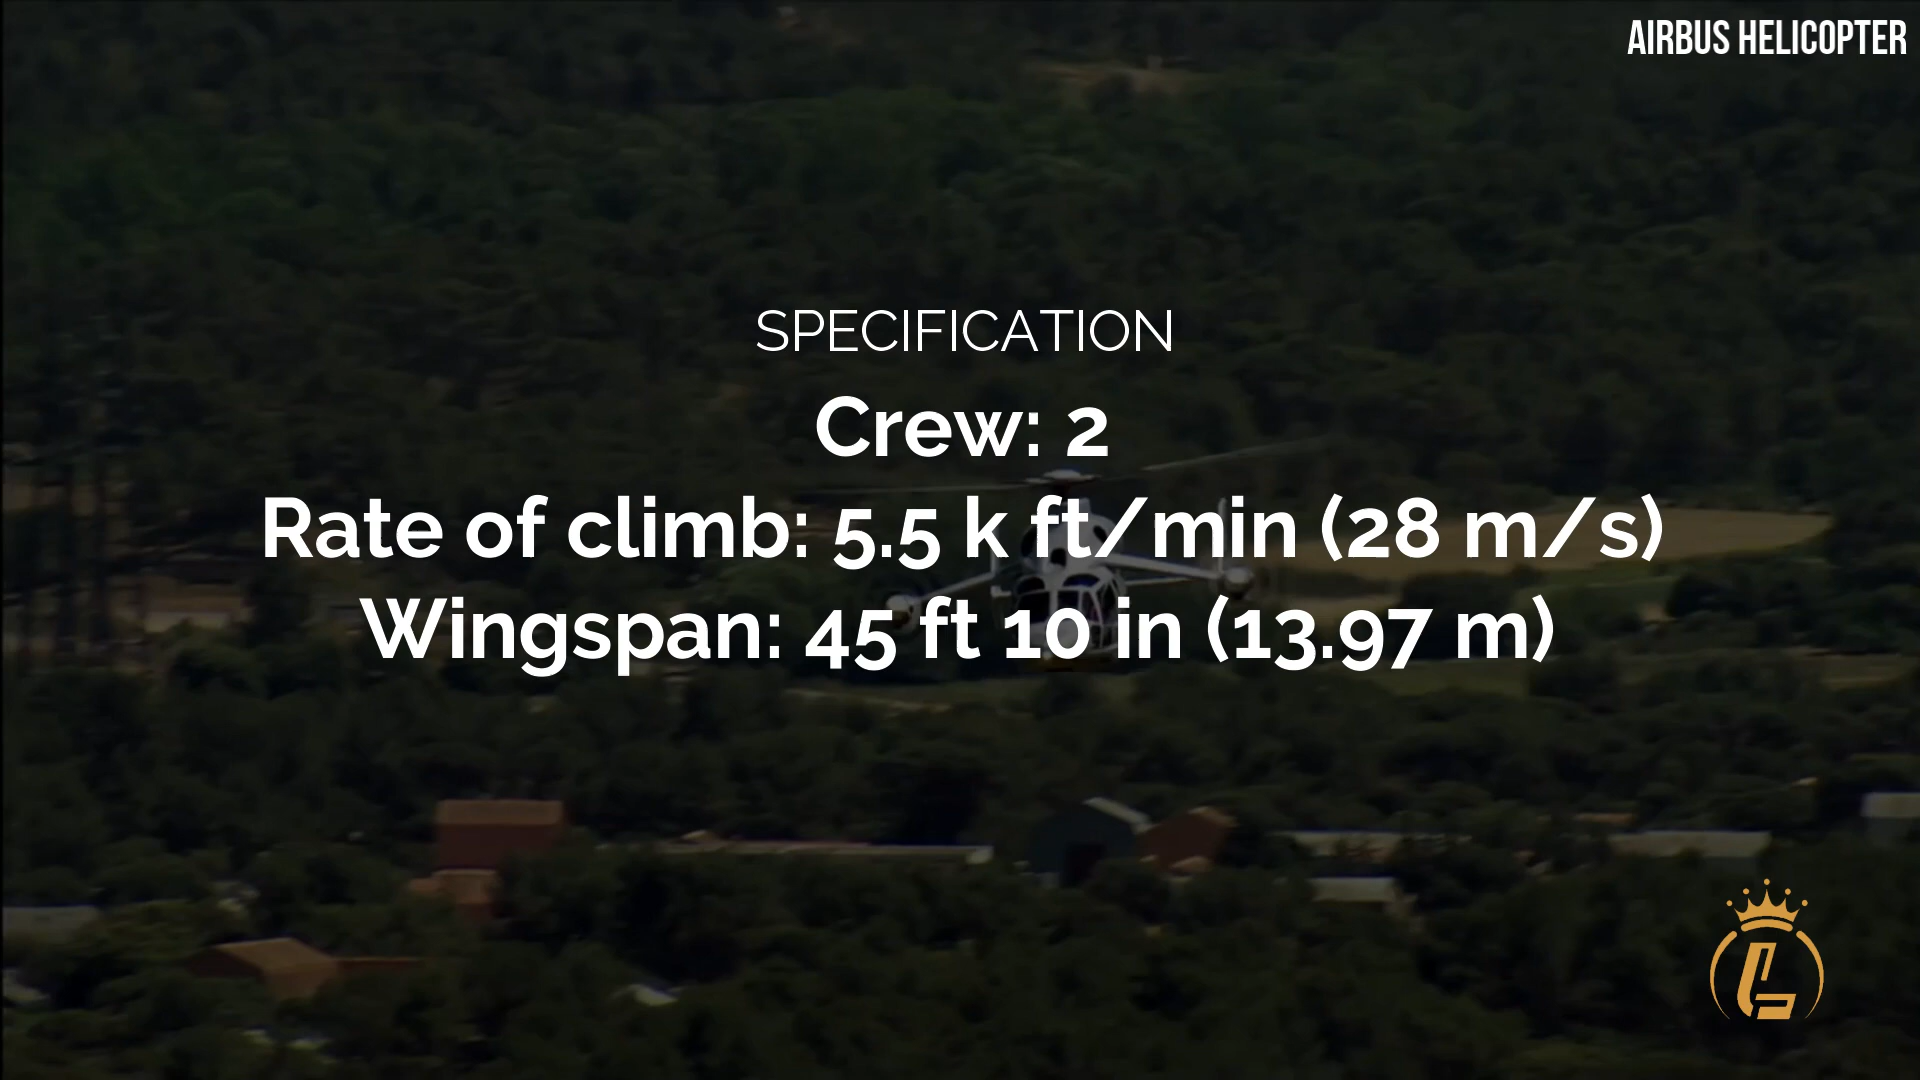 AIRBUS HELICOPTER
SPECIFICATION
Crew: 2
Rate of climb: 5.5 k ft/min (28 m/s)
Wingspan: 45 ft 10 in (13.97 m)